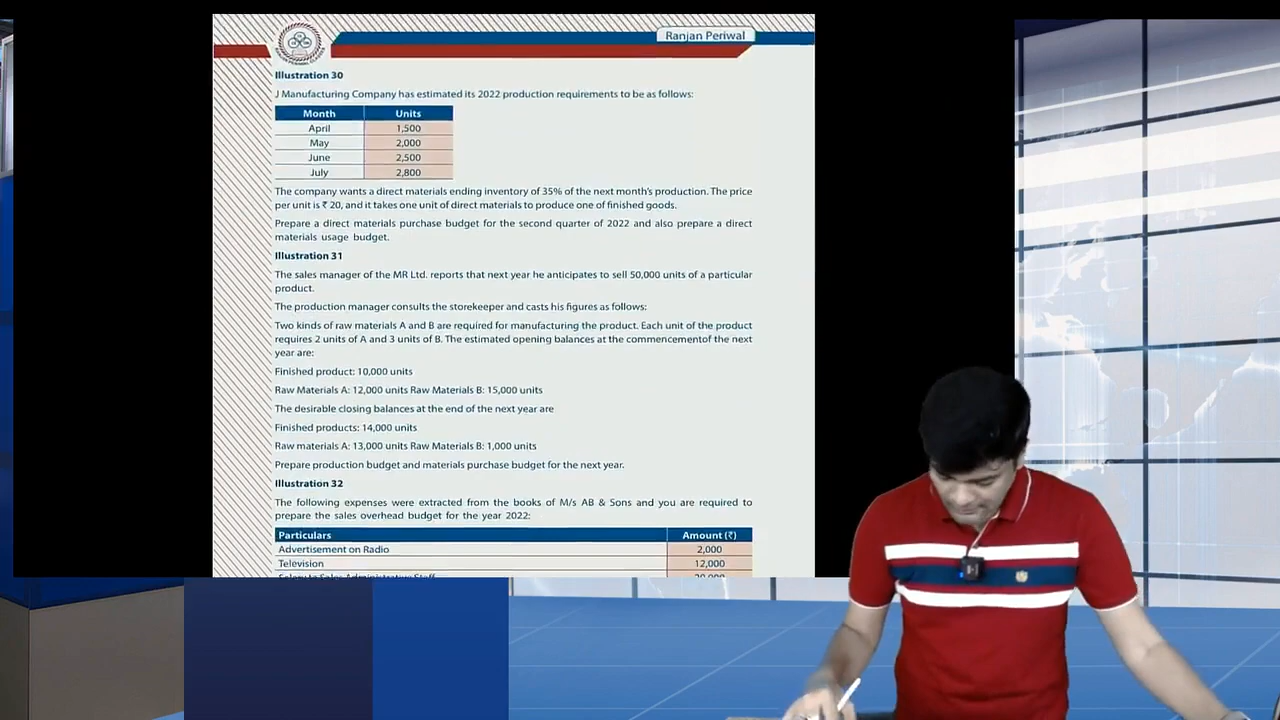 Ranjan Periwal
Illustration 30
J Manufacturing Company has estimated its 2022 production requirements to be as follows:
Month Units
April 1,500
May 2,000
June 2,500
July 2,800
The company wants a direct materials ending inventory of 35% of the next month's production. The price
per unit is ₹ 20, and it takes one unit of direct materials to produce one of finished goods.
Prepare a direct materials purchase budget for the second quarter of 2022 and also prepare a direct
materials usage budget.
Illustration 31
The sales manager of the MR Ltd. reports that next year he anticipates to sell 50,000 units of a particular
product.
The production manager consults the storekeeper and casts his figures as follows:
Two kinds of raw materials A and B are required for manufacturing the product. Each unit of the product
requires 2 units of A and 3 units of B. The estimated opening balances at the commencementof the next
year are:
Finished product: 10,000 units
Raw Materials A: 12,000 units Raw Materials B: 15,000 units
The desirable closing balances at the end of the next year are
Finished products: 14,000 units
Raw materials A: 13,000 units Raw Materials B: 1,000 units
Prepare production budget and materials purchase budget for the next year.
Illustration 32
The following expenses were extracted from the books of M/s AB & Sons and you are required to
prepare the sales overhead budget for the year 2022:
Particulars Amount (₹)
Advertisement on Radio 2,000
Television 12,000